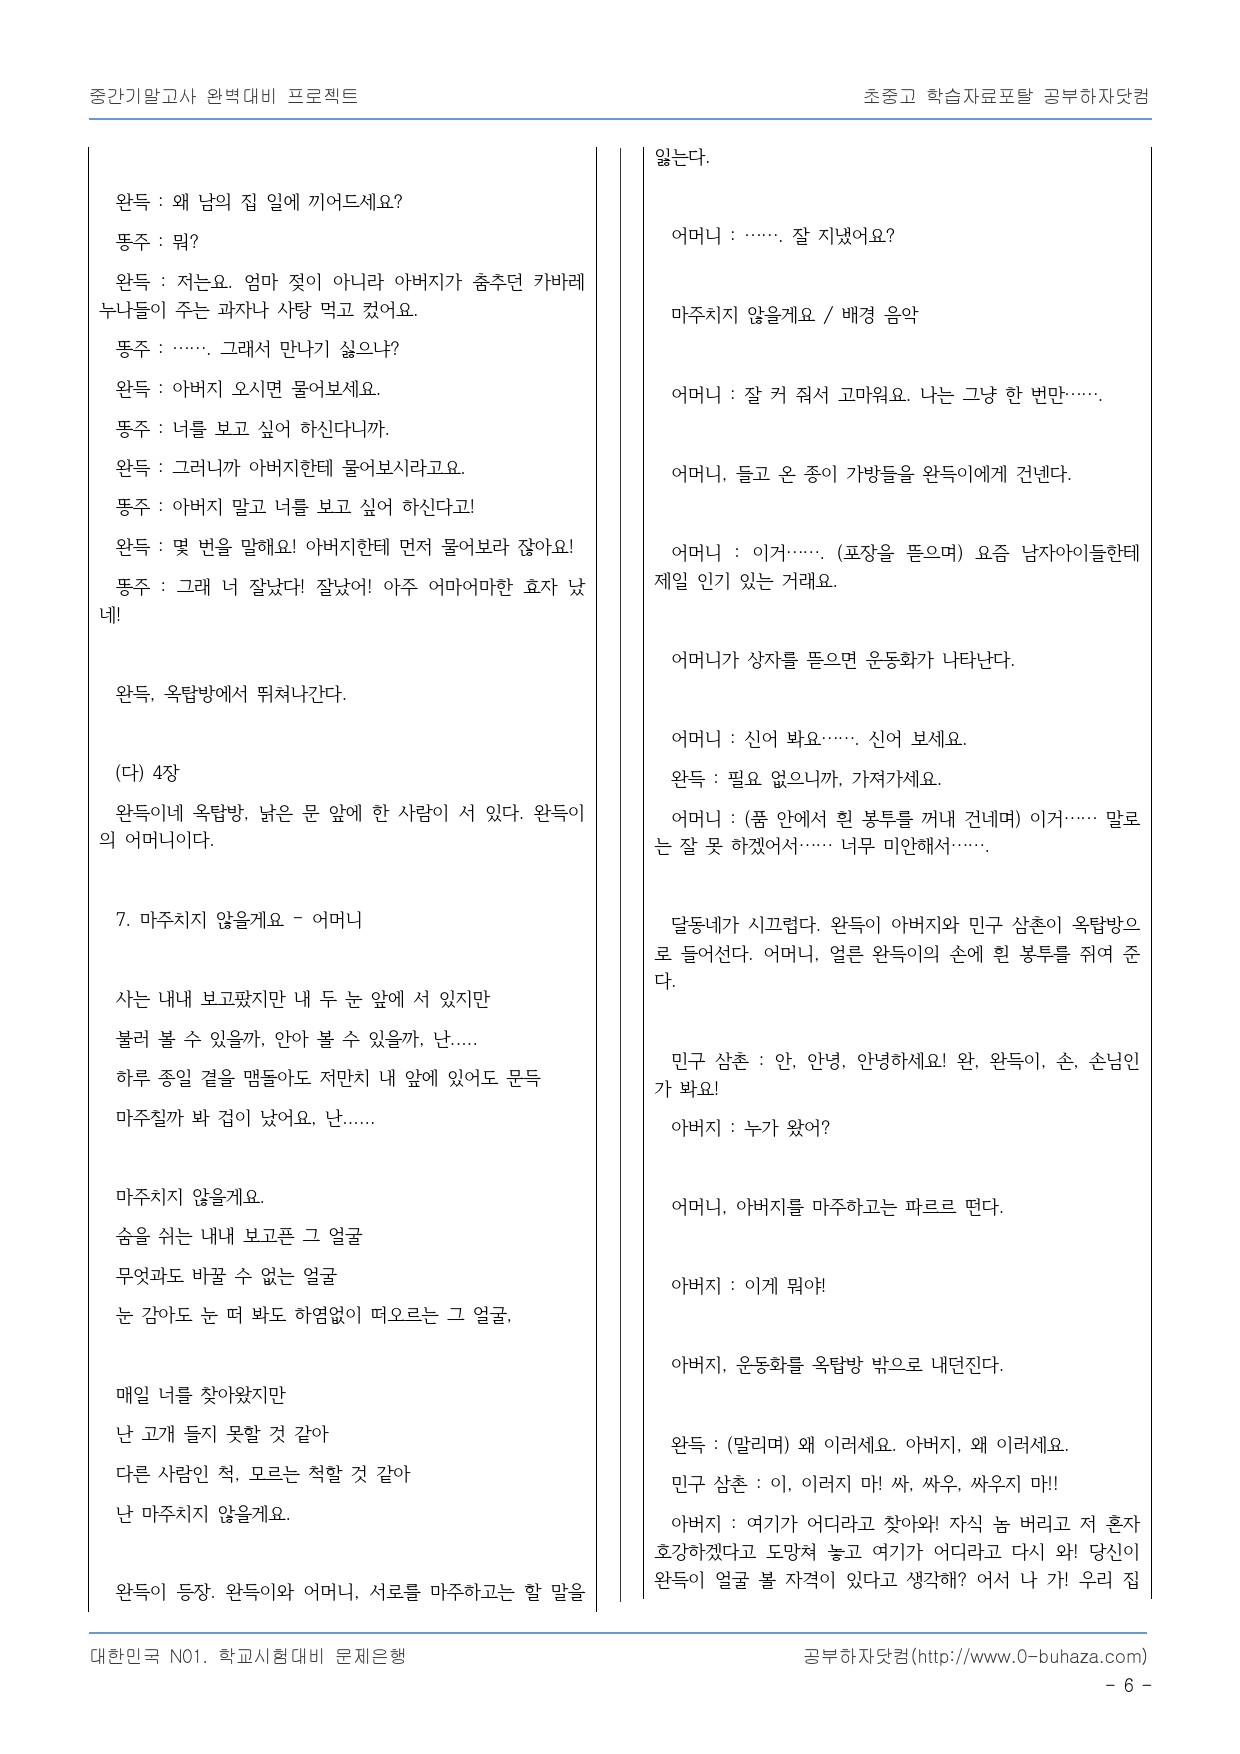 중간기말고사 완벽대비 프로젝트
초중고 학습자료포탈 공부하자닷컴
완득 : 왜 남의 집 일에 끼어드세요?
똥주 : 뭐?
완득 : 저는요. 엄마 젖이 아니라 아버지가 춤추던 카바레
누나들이 주는 과자나 사탕 먹고 컸어요.
똥주 : ……. 그래서 만나기 싫으냐?
완득 : 아버지 오시면 물어보세요.
똥주 : 너를 보고 싶어 하신다니까.
완득 : 그러니까 아버지한테 물어보시라고요.
똥주 : 아버지 말고 너를 보고 싶어 하신다고!
완득 : 몇 번을 말해요! 아버지한테 먼저 물어보라 잖아요!
똥주 : 그래 너 잘났다! 잘났어! 아주 어마어마한 효자 났
네!
완득, 옥탑방에서 뛰쳐나간다.
(다) 4장
완득이네 옥탑방, 낡은 문 앞에 한 사람이 서 있다. 완득이
의 어머니이다.
7. 마주치지 않을게요 - 어머니
사는 내내 보고팠지만 내 두 눈 앞에 서 있지만
불러 볼 수 있을까, 안아 볼 수 있을까, 난.....
하루 종일 곁을 맴돌아도 저만치 내 앞에 있어도 문득
마주칠까 봐 겁이 났어요, 난......
마주치지 않을게요.
숨을 쉬는 내내 보고픈 그 얼굴
무엇과도 바꿀 수 없는 얼굴
눈 감아도 눈 떠 봐도 하염없이 떠오르는 그 얼굴,
매일 너를 찾아왔지만
난 고개 들지 못할 것 같아
다른 사람인 척, 모르는 척할 것 같아
난 마주치지 않을게요.
완득이 등장. 완득이와 어머니, 서로를 마주하고는 할 말을
잃는다.
어머니 : ……. 잘 지냈어요?
마주치지 않을게요 / 배경 음악
어머니 : 잘 커 줘서 고마워요. 나는 그냥 한 번만…….
어머니, 들고 온 종이 가방들을 완득이에게 건넨다.
어머니 : 이거……. (포장을 뜯으며) 요즘 남자아이들한테
제일 인기 있는 거래요.
어머니가 상자를 뜯으면 운동화가 나타난다.
어머니 : 신어 봐요……. 신어 보세요.
완득 : 필요 없으니까, 가져가세요.
어머니 : (품 안에서 흰 봉투를 꺼내 건네며) 이거…… 말로
는 잘 못 하겠어서…… 너무 미안해서…….
달동네가 시끄럽다. 완득이 아버지와 민구 삼촌이 옥탑방으
로 들어선다. 어머니, 얼른 완득이의 손에 흰 봉투를 쥐여 준
다.
민구 삼촌 : 안, 안녕, 안녕하세요! 완, 완득이, 손, 손님인
가 봐요!
아버지 : 누가 왔어?
어머니, 아버지를 마주하고는 파르르 떤다.
아버지 : 이게 뭐야!
아버지, 운동화를 옥탑방 밖으로 내던진다.
완득 : (말리며) 왜 이러세요. 아버지, 왜 이러세요.
민구 삼촌 : 이, 이러지 마! 싸, 싸우, 싸우지 마!!
아버지 : 여기가 어디라고 찾아와! 자식 놈 버리고 저 혼자
호강하겠다고 도망쳐 놓고 여기가 어디라고 다시 와! 당신이
완득이 얼굴 볼 자격이 있다고 생각해? 어서 나 가! 우리 집
대한민국 N01. 학교시험대비 문제은행
공부하자닷컴(http://www.0-buhaza.com)
- 6 -